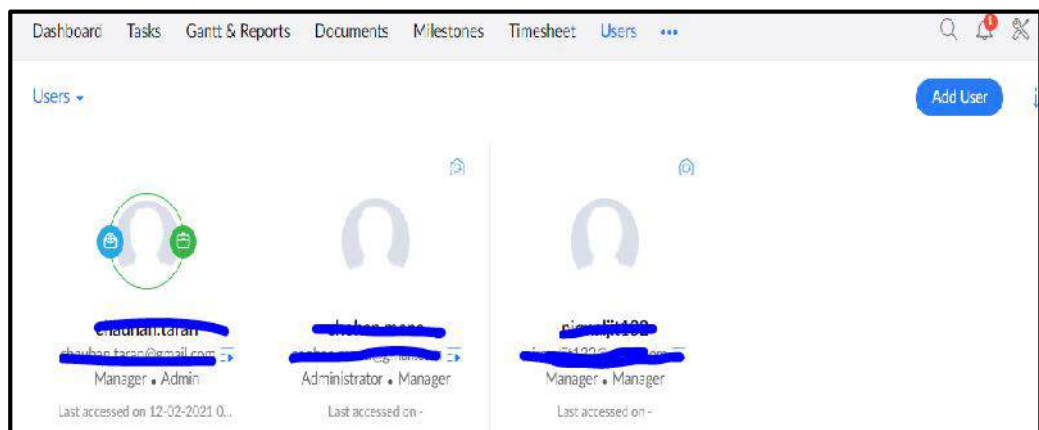 Dashboard Tasks Gantt & Reports Documents Milestones Timesheet Users •••
1
Users
Add User
Manager • Admin
Administrator • Manager
Manager • Manager
Last accessed on 12-02-2021 0...
Last accessed on -
Last accessed on -